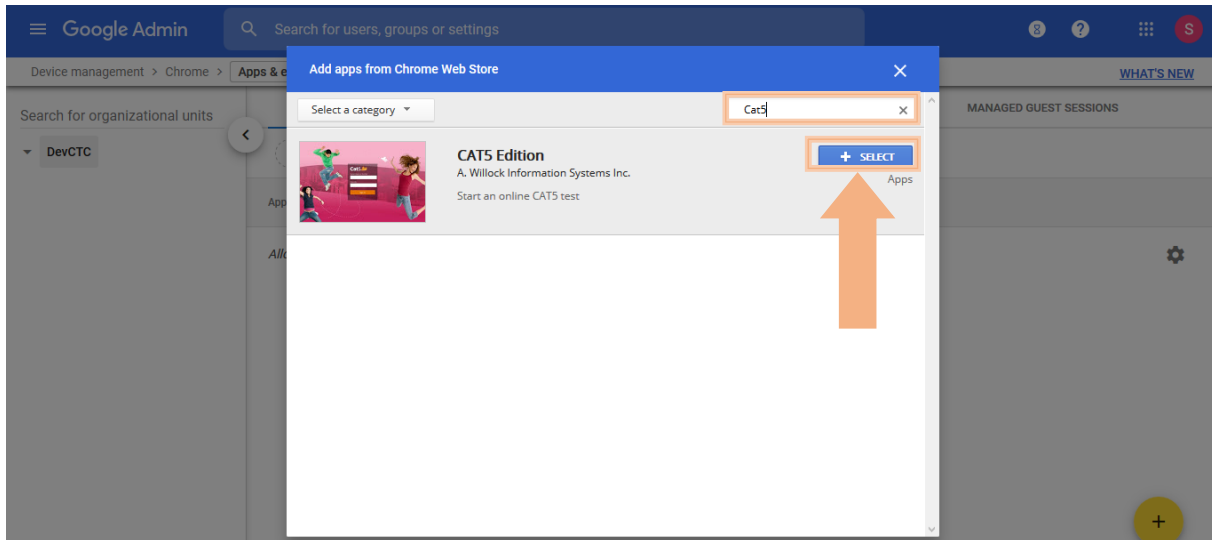 Google Admin
Search for users, groups or settings
S
Device management > Chrome > Apps & e
WHAT'S NEW
Add apps from Chrome Web Store
Search for organizational units
Select a category
Cat5
MANAGED GUEST SESSIONS
DevCTC
CAT5 Edition
A. Willock Information Systems Inc.
Start an online CAT5 test
+ SELECT
Apps
App
All